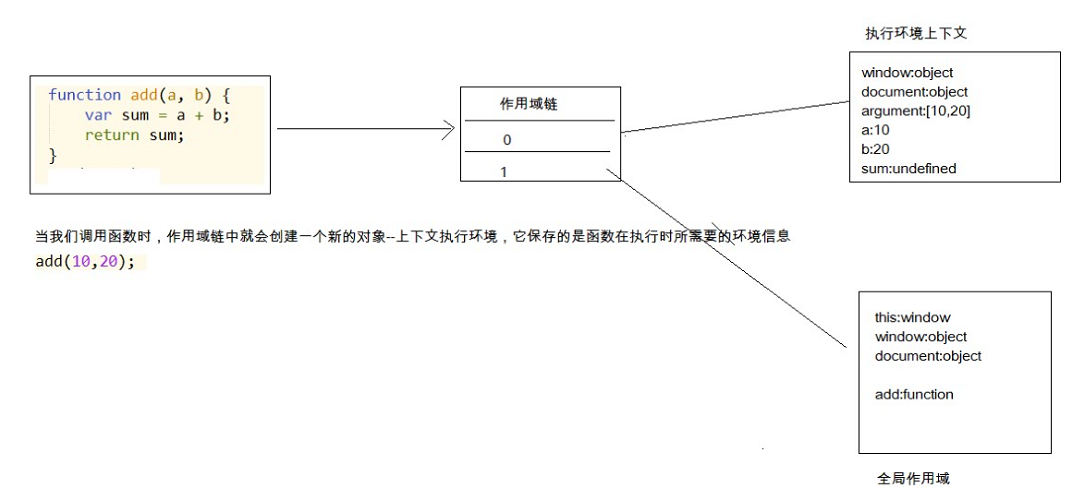 执行环境上下文
function add(a, b) {
var sum = a + b;
return sum;
}
作用域链
0
1
window:object
document:object
argument:[10,20]
a:10
b:20
sum:undefined
当我们调用函数时，作用域链中就会创建一个新的对象--上下文执行环境，它保存的是函数在执行时所需要的环境信息
add(10,20);
this:window
window:object
document:object
add:function
全局作用域